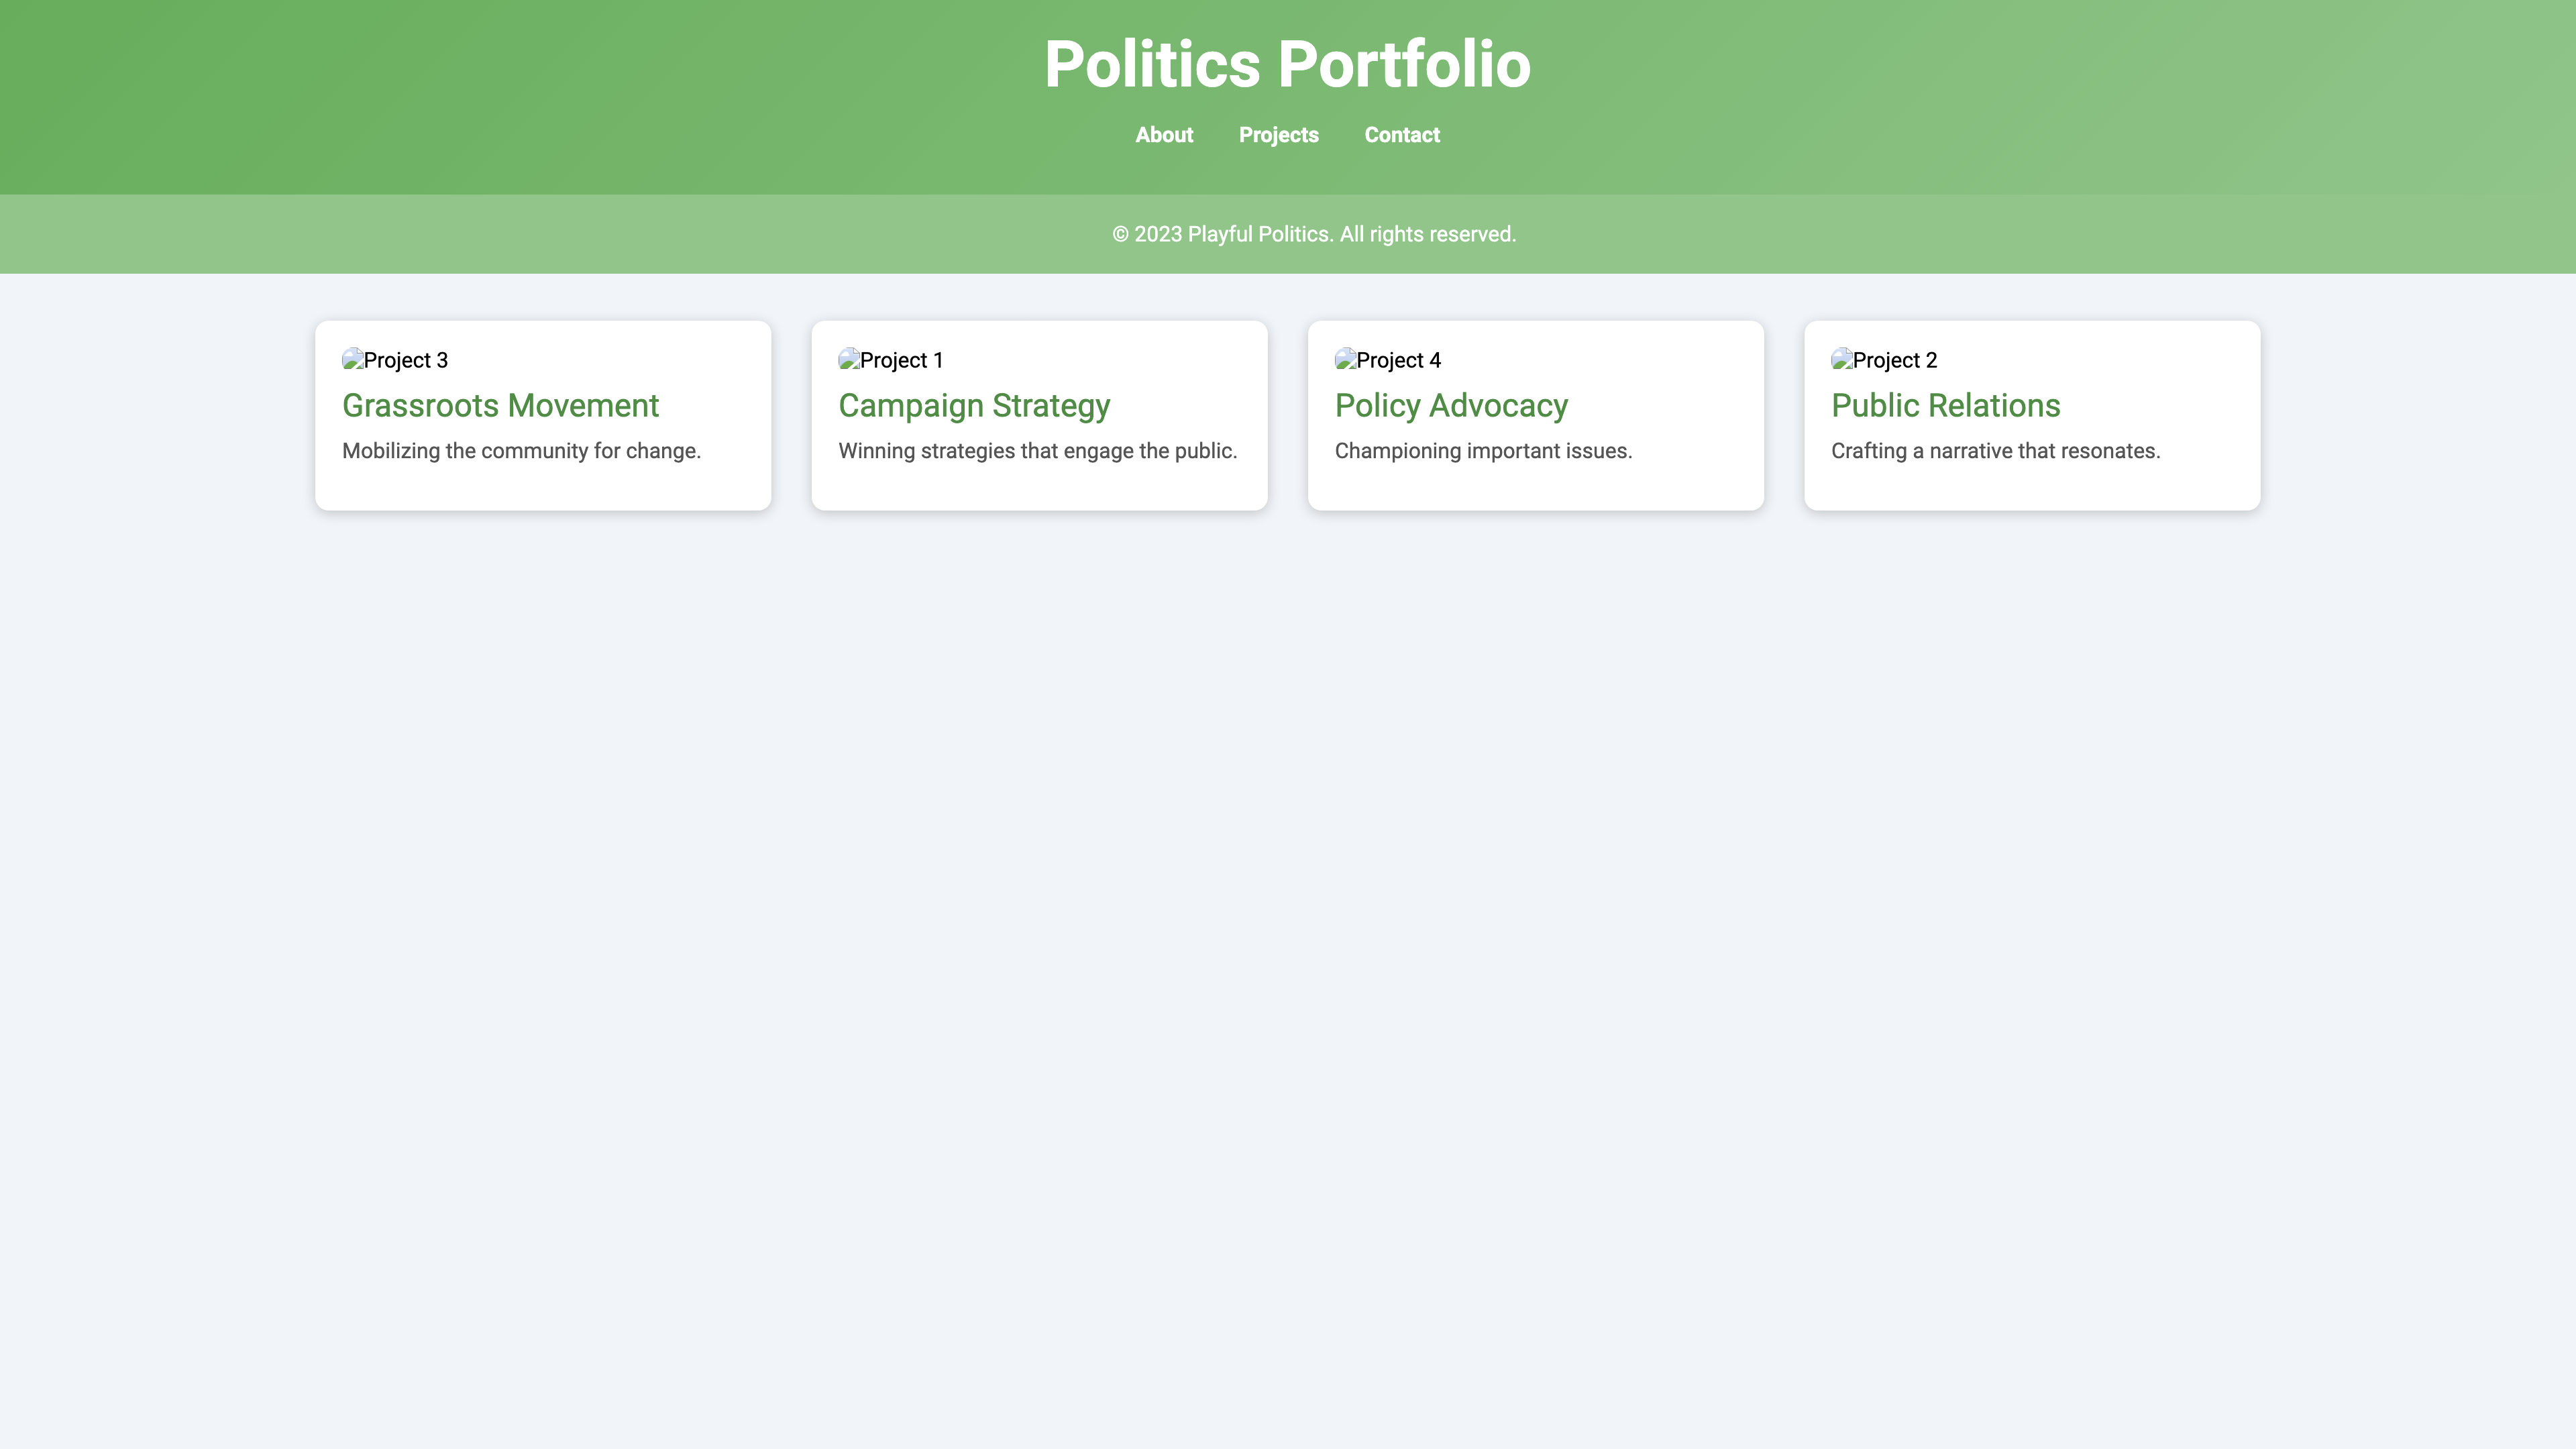 Politics Portfolio
About Projects Contact
© 2023 Playful Politics. All rights reserved.
Project 3
Grassroots Movement
Mobilizing the community for change.
Project 1
Campaign Strategy
Winning strategies that engage the public.
Project 4
Policy Advocacy
Championing important issues.
Project 2
Public Relations
Crafting a narrative that resonates.